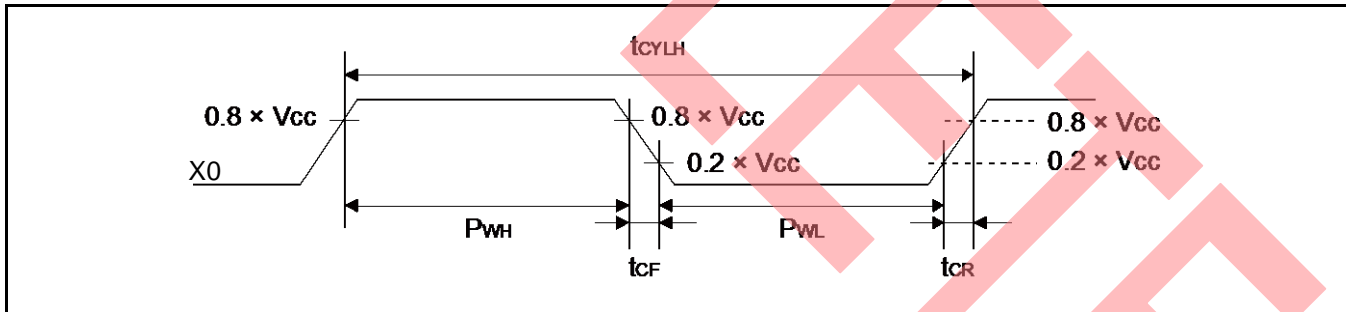 tCYLH
0.8 × Vcc
0.8 × Vcc
0.8 × Vcc
0.2 × Vcc
0.2 × Vcc
X0
PWH
PWL
tCF
tCR